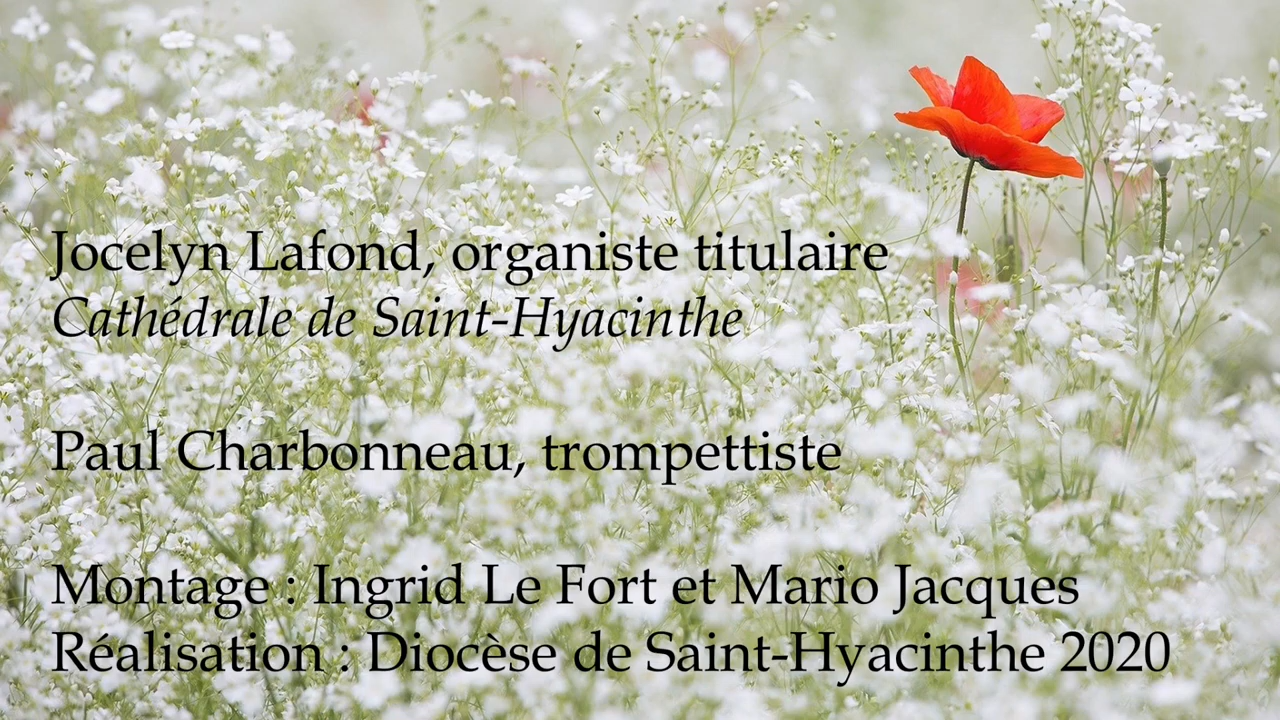 Jocelyn Lafond, organiste titulaire
Cathédrale de Saint-Hyacinthe
Paul Charbonneau, trompettiste
Montage : Ingrid Le Fort et Mario Jacques
Réalisation : Diocèse de Saint-Hyacinthe 2020